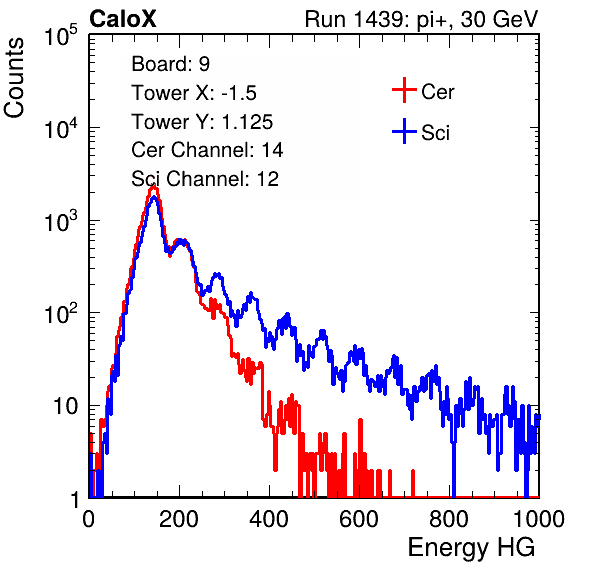 CaloX Run 1439: pi+, 30 GeV
Counts
Board: 9
Tower X: -1.5
Tower Y: 1.125
Cer Channel: 14
Sci Channel: 12
Cer
Sci
10^5
10^4
10^3
10^2
10
1
0 200 400 600 800 1000
Energy HG